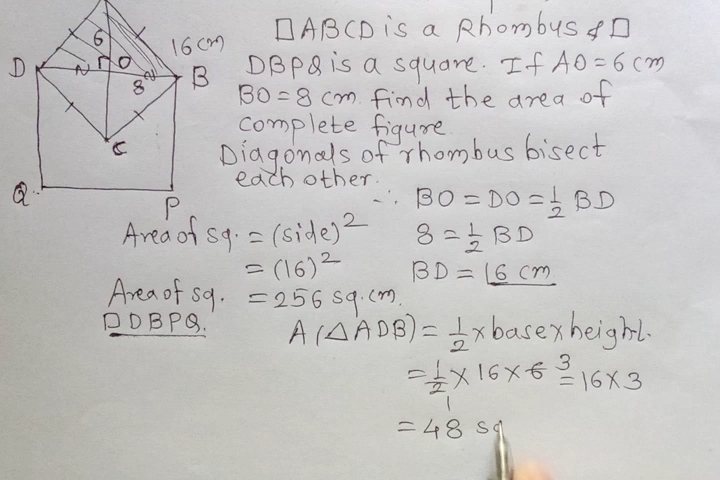 □ABCD is a Rhombus & □
DBPQ is a square. If AO = 6 cm
BO = 8 cm find the area of
complete figure.
Diagonals of rhombus bisect
each other.
∴ BO = DO = 1/2 BD
8 = 1/2 BD
BD = 16 cm
Area of sq. = (side)²
= (16)²
Area of sq. = 256 sq.cm.
□DBPQ.
A(△ADB) = 1/2 × base × height.
= 1/2 × 16 × 6 3 = 16 × 3
1
= 48 sq
6
16 cm
D
O
B
8
C
Q
P